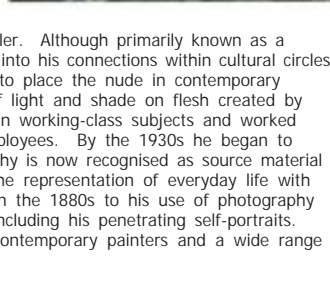 ler. Although primarily known as a
into his connections within cultural circles
to place the nude in contemporary
f light and shade on flesh created by
n working-class subjects and worked
ployees. By the 1930s he began to
hy is now recognised as source material
he representation of everyday life with
n the 1880s to his use of photography
ncluding his penetrating self-portraits.
ontemporary painters and a wide range